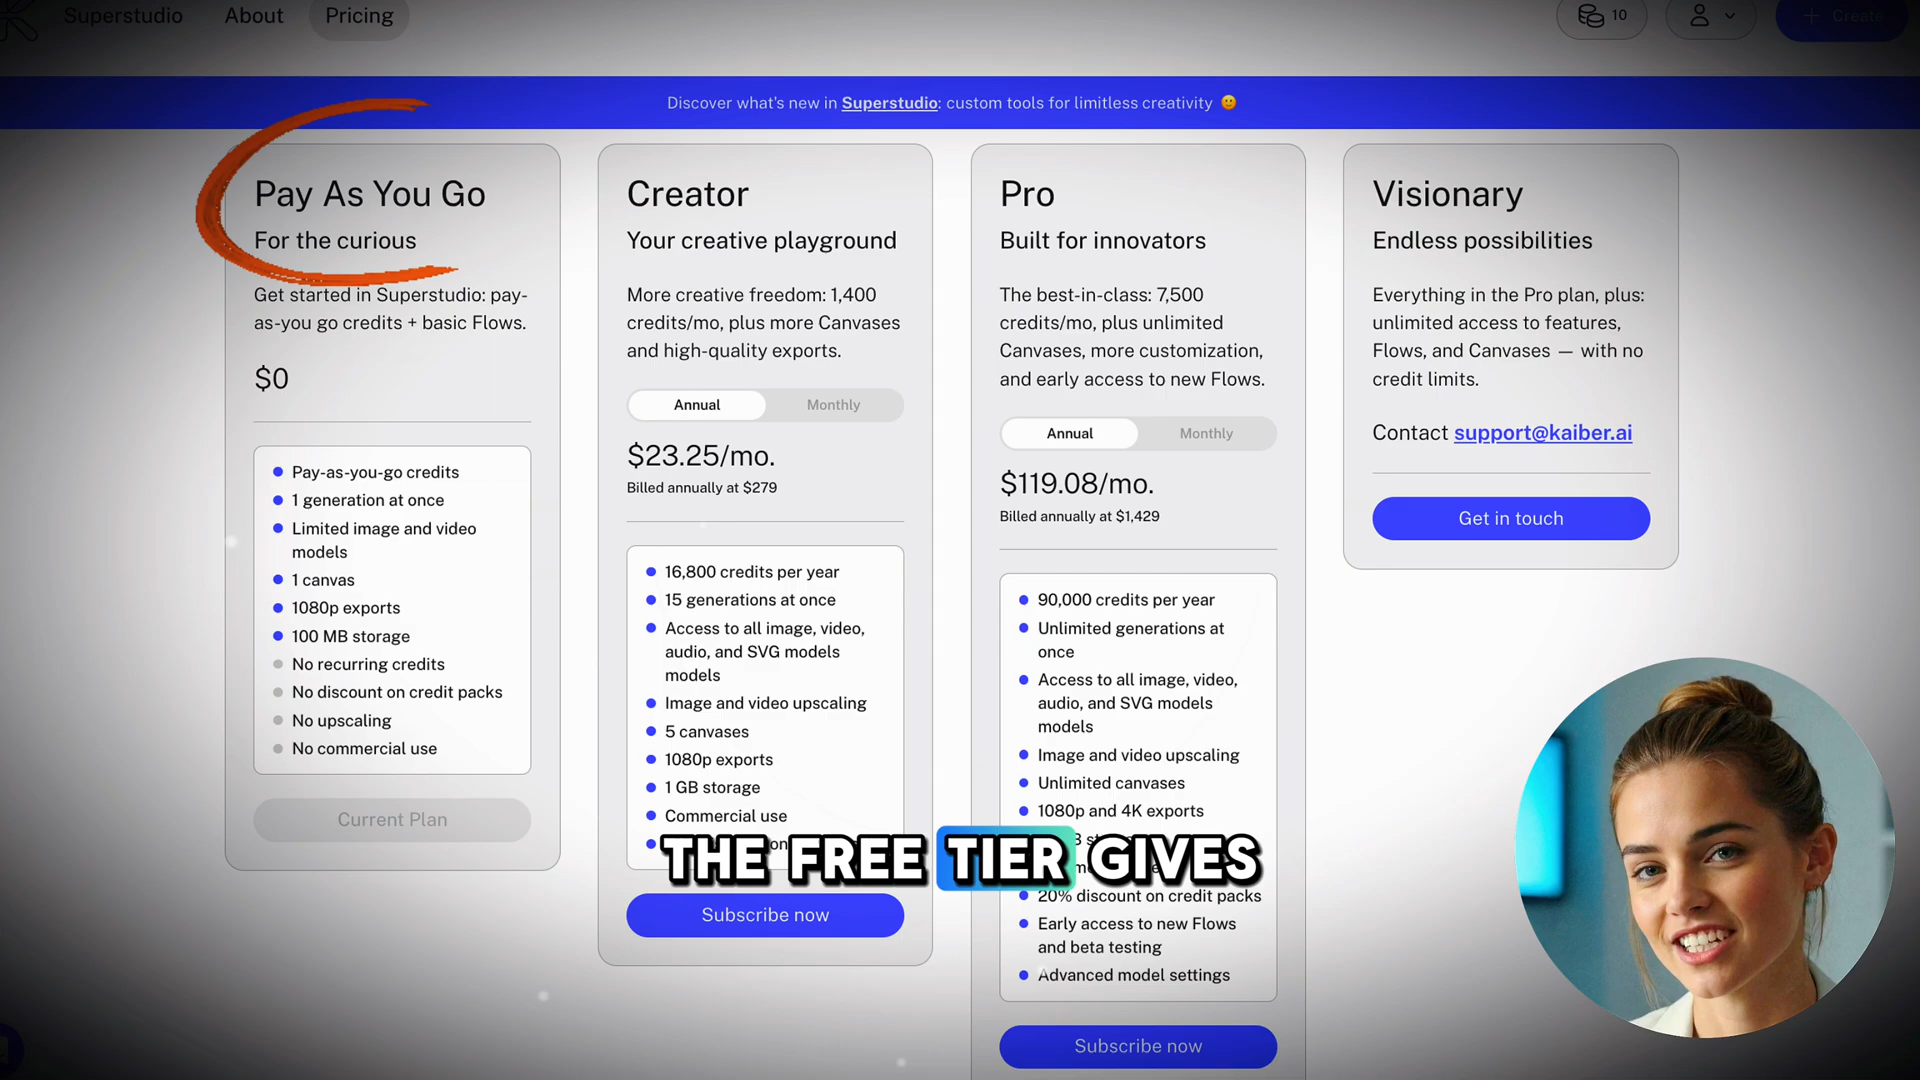 Superstudio
About
Pricing
10
+ Create
Discover what's new in Superstudio: custom tools for limitless creativity 🙂
Pay As You Go
For the curious
Get started in Superstudio: pay-
as-you go credits + basic Flows.
$0
Pay-as-you-go credits
1 generation at once
Limited image and video
models
1 canvas
1080p exports
100 MB storage
No recurring credits
No discount on credit packs
No upscaling
No commercial use
Current Plan
Creator
Your creative playground
More creative freedom: 1,400
credits/mo, plus more Canvases
and high-quality exports.
Annual
Monthly
$23.25/mo.
Billed annually at $279
16,800 credits per year
15 generations at once
Access to all image, video,
audio, and SVG models
models
Image and video upscaling
5 canvases
1080p exports
1 GB storage
Commercial use
Subscribe now
Pro
Built for innovators
The best-in-class: 7,500
credits/mo, plus unlimited
Canvases, more customization,
and early access to new Flows.
Annual
Monthly
$119.08/mo.
Billed annually at $1,429
90,000 credits per year
Unlimited generations at
once
Access to all image, video,
audio, and SVG models
models
Image and video upscaling
Unlimited canvases
1080p and 4K exports
20% discount on credit packs
Early access to new Flows
and beta testing
Advanced model settings
Subscribe now
Visionary
Endless possibilities
Everything in the Pro plan, plus:
unlimited access to features,
Flows, and Canvases — with no
credit limits.
Contact support@kaiber.ai
Get in touch
THE FREE TIER GIVES